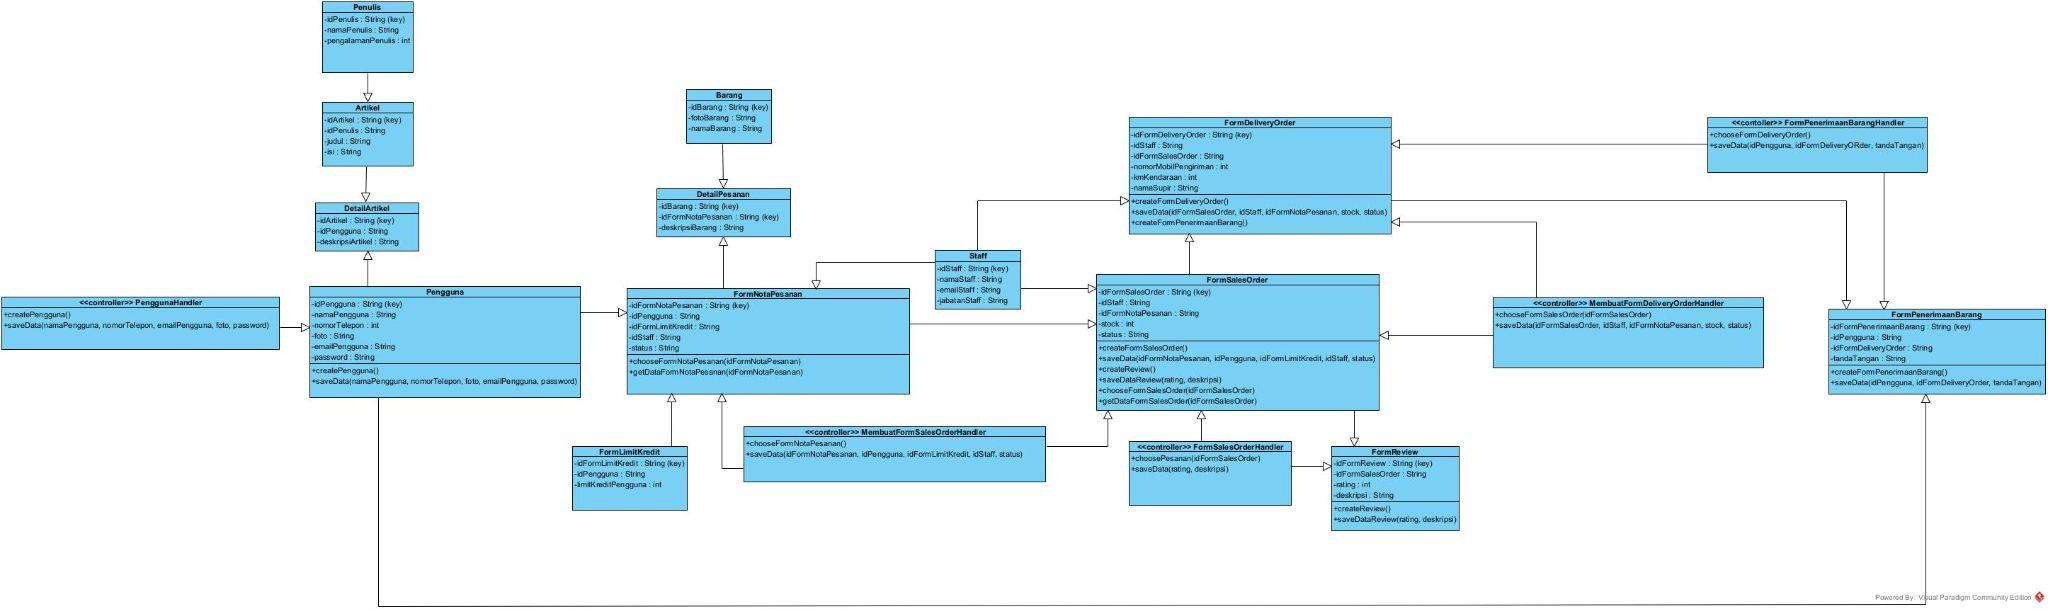 Penulis
-idPenulis : String (key)
-namaPenulis : String
-pengalamanPenulis : int
Artikel
-idArtikel : String (key)
-idPenulis : String
-judul : String
-isi : String
DetailArtikel
-idArtikel : String (key)
-idPengguna : String
-deskripsiArtikel : String
<<controller>> PenggunaHandler
+createPengguna()
+saveData(namaPengguna, nomorTelepon, emailPengguna, foto, password)
Pengguna
-idPengguna : String (key)
-namaPengguna : String
-nomorTelepon : int
-foto : String
-emailPengguna : String
-password : String
+createPengguna()
+saveData(namaPengguna, nomorTelepon, foto, emailPengguna, password)
Barang
-idBarang : String (key)
-fotoBarang : String
-namaBarang : String
DetailPesanan
-idBarang : String (key)
-idFormNotaPesanan : String (key)
-deskripsiBarang : String
FormNotaPesanan
-idFormNotaPesanan : String (key)
-idPengguna : String
-idFormLimitKredit : String
-idStaff : String
-status : String
+chooseFormNotaPesanan(idFormNotaPesanan)
+getDataFormNotaPesanan(idFormNotaPesanan)
FormLimitKredit
-idFormLimitKredit : String (key)
-idPengguna : String
-limitKreditPengguna : int
<<controller>> MembuatFormSalesOrderHandler
+chooseFormNotaPesanan()
+saveData(idFormNotaPesanan, idPengguna, idFormLimitKredit, idStaff, status)
Staff
-idStaff : String (key)
-namaStaff : String
-emailStaff : String
-jabatanStaff : String
FormDeliveryOrder
-idFormDeliveryOrder : String (key)
-idStaff : String
-idFormSalesOrder : String
-nomorMobilPengiriman : int
-kmKendaraan : int
-namaSupir : String
+createFormDeliveryOrder()
+saveData(idFormSalesOrder, idStaff, idFormNotaPesanan, stock, status)
+createFormPenerimaanBarang()
FormSalesOrder
-idFormSalesOrder : String (key)
-idStaff : String
-idFormNotaPesanan : String
-stock : int
-status : String
+createFormSalesOrder()
+saveData(idFormNotaPesanan, idPengguna, idFormLimitKredit, idStaff, status)
+createReview()
+saveDataReview(rating, deskripsi)
+chooseFormSalesOrder(idFormSalesOrder)
+getDataFormSalesOrder(idFormSalesOrder)
<<controller>> FormSalesOrderHandler
+choosePesanan(idFormSalesOrder)
+saveData(rating, deskripsi)
FormReview
-idFormReview : String (key)
-idFormSalesOrder : String
-rating : int
-deskripsi : String
+createReview()
+saveDataReview(rating, deskripsi)
<<controller>> MembuatFormDeliveryOrderHandler
+chooseFormSalesOrder(idFormSalesOrder)
+saveData(idFormSalesOrder, idStaff, idFormNotaPesanan, stock, status)
<<contoller>> FormPenerimaanBarangHandler
+chooseFormDeliveryOrder()
+saveData(idPengguna, idFormDeliveryORder, tandaTangan)
FormPenerimaanBarang
-idFormPenerimaanBarang : String (key)
-idPengguna : String
-idFormDeliveryOrder : String
-tandaTangan : String
+createFormPenerimaanBarang()
+saveData(idPengguna, idFormDeliveryOrder, tandaTangan)
Powered By: Visual Paradigm Community Edition